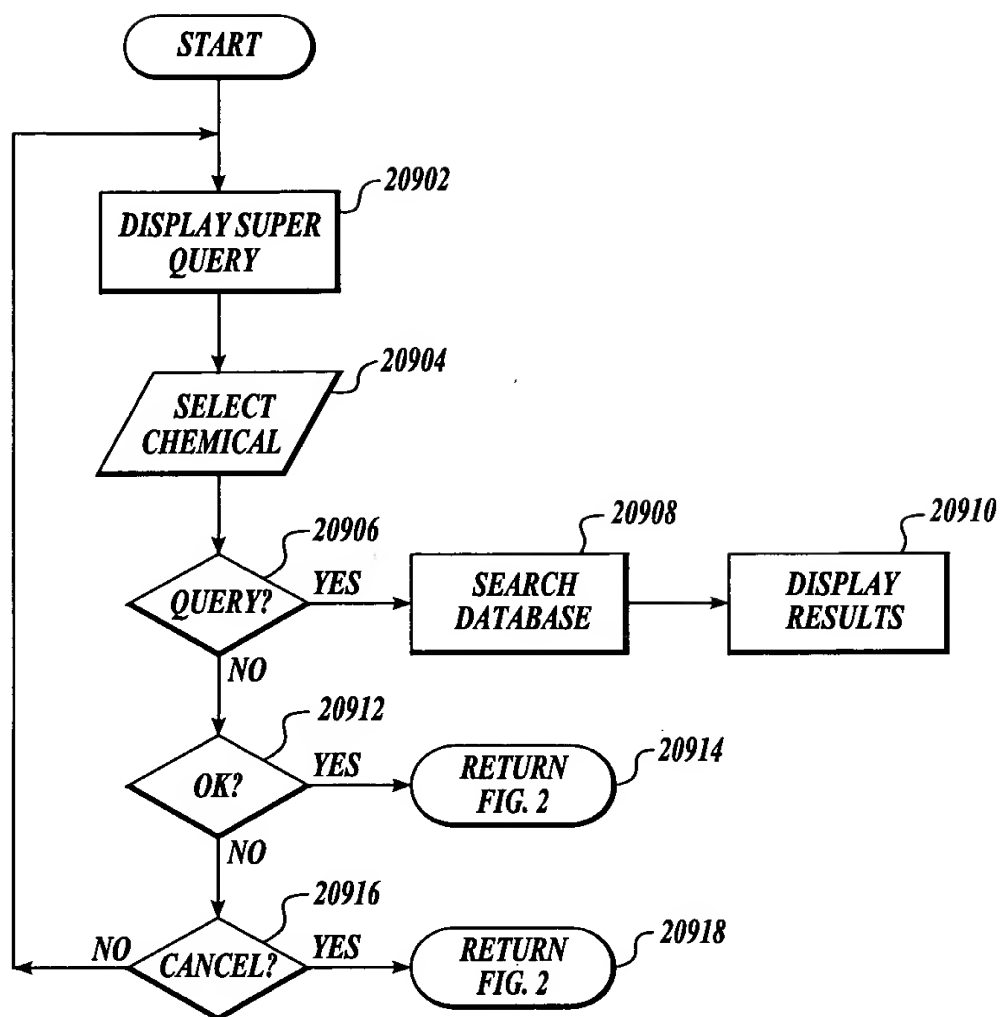 START
20902
DISPLAY SUPER
QUERY
20904
SELECT
CHEMICAL
20906
QUERY?
YES
NO
20908
SEARCH
DATABASE
20910
DISPLAY
RESULTS
20912
OK?
YES
NO
20914
RETURN
FIG. 2
20916
NO
CANCEL?
YES
20918
RETURN
FIG. 2